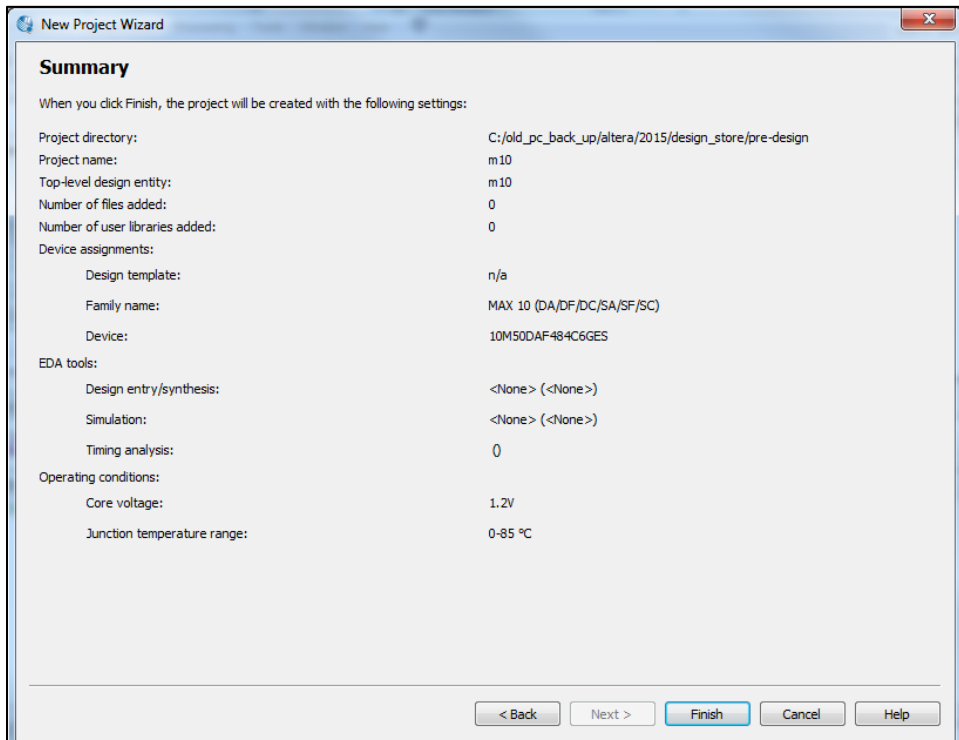 New Project Wizard
Summary
When you click Finish, the project will be created with the following settings:
Project directory: C:/old_pc_back_up/altera/2015/design_store/pre-design
Project name: m10
Top-level design entity: m10
Number of files added: 0
Number of user libraries added: 0
Device assignments:
Design template: n/a
Family name: MAX 10 (DA/DF/DC/SA/SF/SC)
Device: 10M50DAF484C6GES
EDA tools:
Design entry/synthesis: <None> (<None>)
Simulation: <None> (<None>)
Timing analysis: ()
Operating conditions:
Core voltage: 1.2V
Junction temperature range: 0-85 ºC
< Back Next > Finish Cancel Help